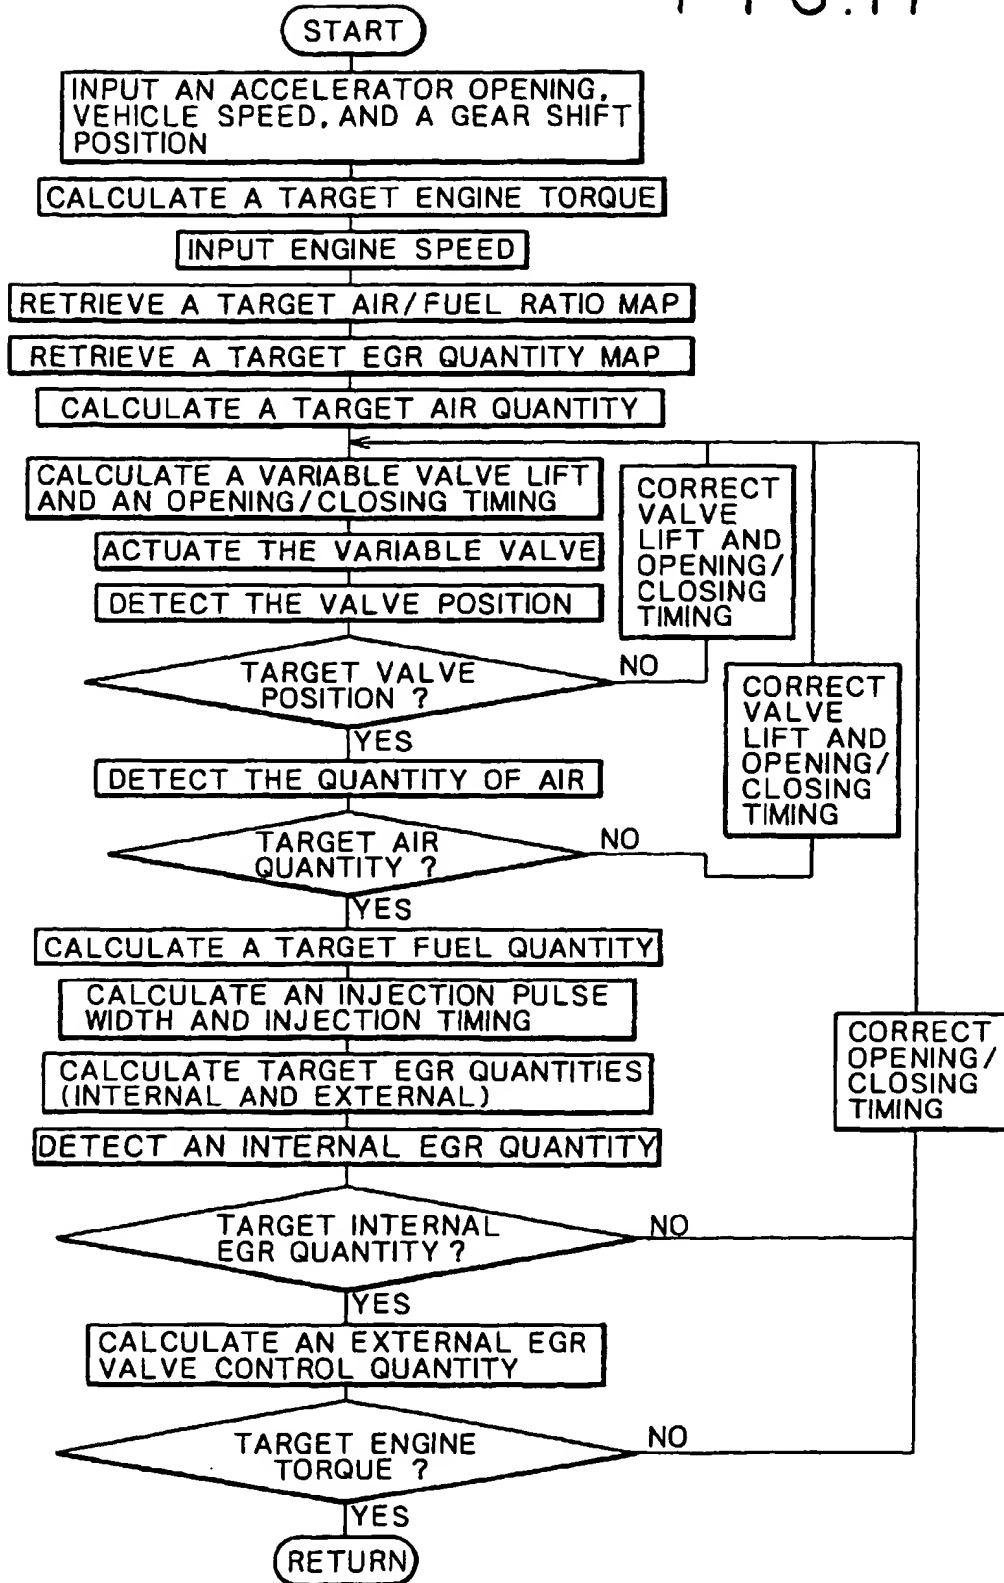 START
INPUT AN ACCELERATOR OPENING,
VEHICLE SPEED, AND A GEAR SHIFT
POSITION
CALCULATE A TARGET ENGINE TORQUE
INPUT ENGINE SPEED
RETRIEVE A TARGET AIR/FUEL RATIO MAP
RETRIEVE A TARGET EGR QUANTITY MAP
CALCULATE A TARGET AIR QUANTITY
CALCULATE A VARIABLE VALVE LIFT
AND AN OPENING/CLOSING TIMING
ACTUATE THE VARIABLE VALVE
DETECT THE VALVE POSITION
TARGET VALVE
POSITION ?
NO
CORRECT
VALVE
LIFT AND
OPENING/
CLOSING
TIMING
YES
DETECT THE QUANTITY OF AIR
TARGET AIR
QUANTITY ?
NO
CORRECT
VALVE
LIFT AND
OPENING/
CLOSING
TIMING
YES
CALCULATE A TARGET FUEL QUANTITY
CALCULATE AN INJECTION PULSE
WIDTH AND INJECTION TIMING
CALCULATE TARGET EGR QUANTITIES
(INTERNAL AND EXTERNAL)
DETECT AN INTERNAL EGR QUANTITY
TARGET INTERNAL
EGR QUANTITY ?
NO
CORRECT
OPENING/
CLOSING
TIMING
YES
CALCULATE AN EXTERNAL EGR
VALVE CONTROL QUANTITY
TARGET ENGINE
TORQUE ?
NO
YES
RETURN